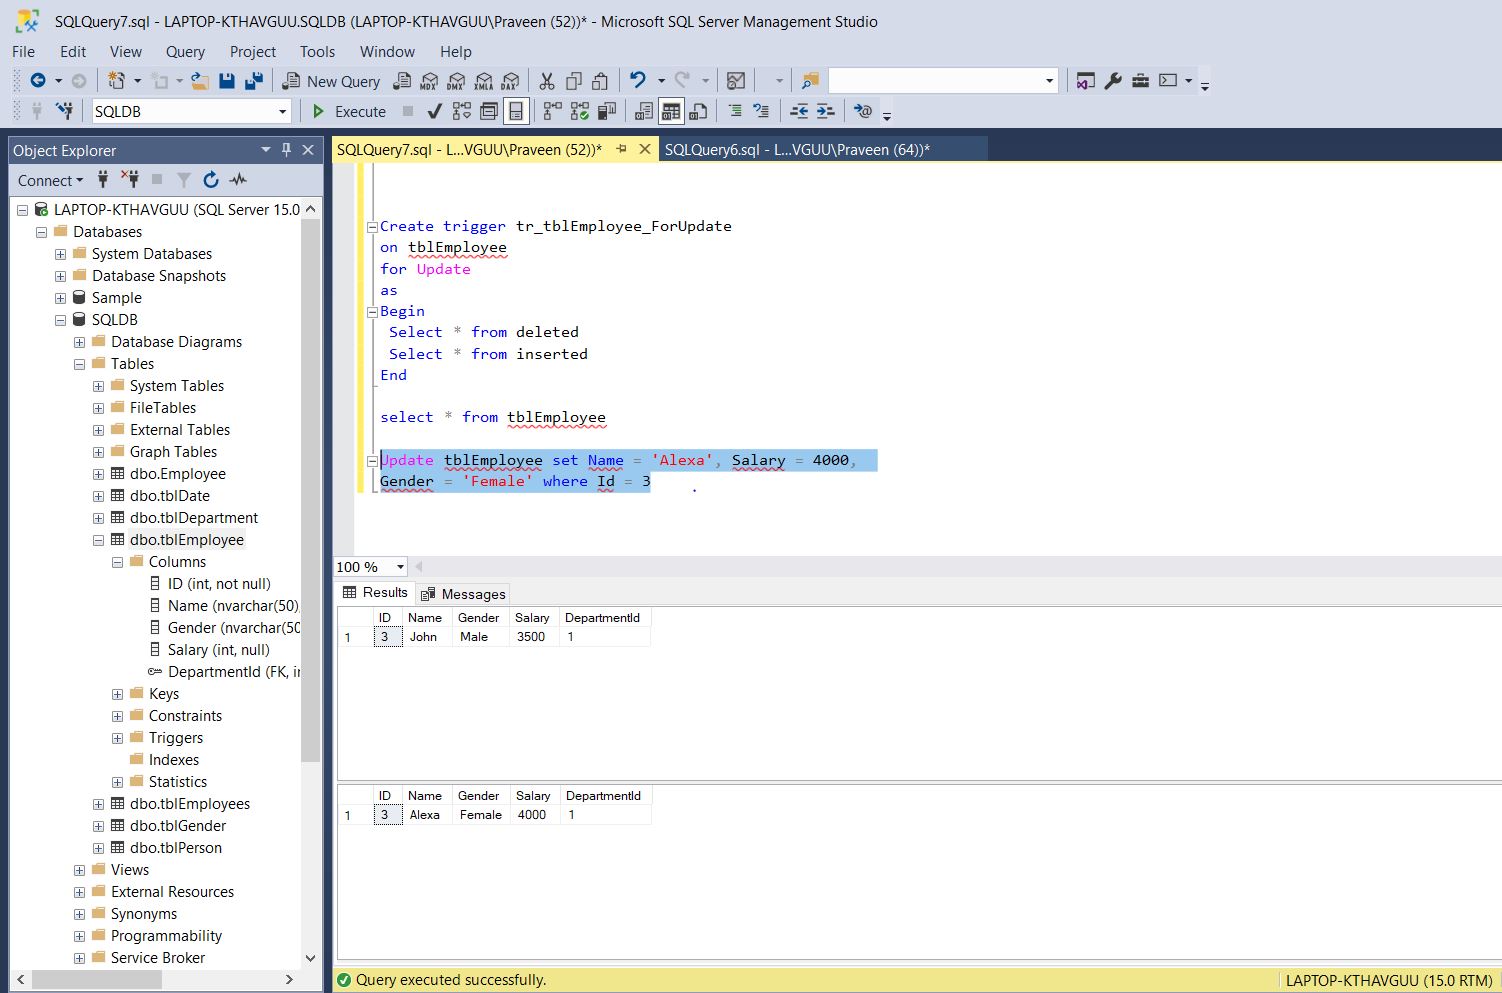 SQLQuery7.sql - LAPTOP-KTHAVGUU.SQLDB (LAPTOP-KTHAVGUU\Praveen (52))* - Microsoft SQL Server Management Studio
File Edit View Query Project Tools Window Help
New Query MDX DMX XMLA DAX
SQLDB Execute
Object Explorer
Connect
LAPTOP-KTHAVGUU (SQL Server 15.0
Databases
System Databases
Database Snapshots
Sample
SQLDB
Database Diagrams
Tables
System Tables
FileTables
External Tables
Graph Tables
dbo.Employee
dbo.tblDate
dbo.tblDepartment
dbo.tblEmployee
Columns
ID (int, not null)
Name (nvarchar(50),
Gender (nvarchar(50
Salary (int, null)
DepartmentId (FK, in
Keys
Constraints
Triggers
Indexes
Statistics
dbo.tblEmployees
dbo.tblGender
dbo.tblPerson
Views
External Resources
Synonyms
Programmability
Service Broker
SQLQuery7.sql - L...VGUU\Praveen (52))* SQLQuery6.sql - L...VGUU\Praveen (64))*
Create trigger tr_tblEmployee_ForUpdate
on tblEmployee
for Update
as
Begin
Select * from deleted
Select * from inserted
End
select * from tblEmployee
Update tblEmployee set Name = 'Alexa', Salary = 4000,
Gender = 'Female' where Id = 3
100 %
Results Messages
ID Name Gender Salary DepartmentId
1 3 John Male 3500 1
ID Name Gender Salary DepartmentId
1 3 Alexa Female 4000 1
Query executed successfully. LAPTOP-KTHAVGUU (15.0 RTM)